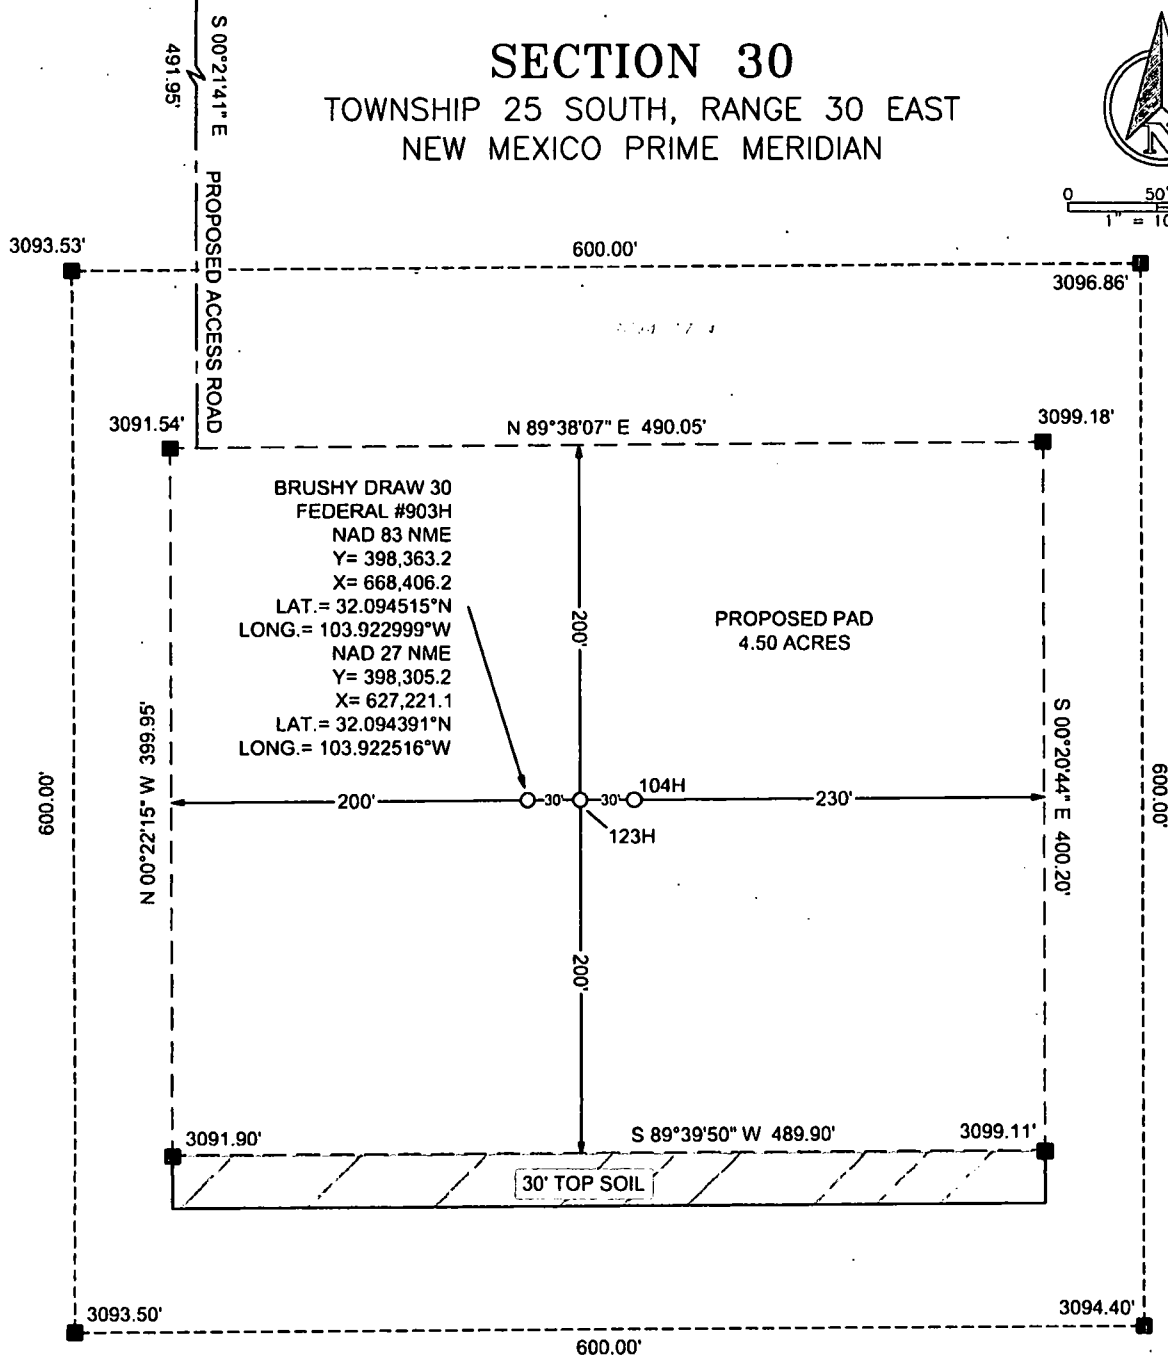 SECTION 30
TOWNSHIP 25 SOUTH, RANGE 30 EAST
NEW MEXICO PRIME MERIDIAN
S 00°21'41" E
491.95'
PROPOSED ACCESS ROAD
N
0 50'
1" = 10
3093.53'
600.00'
3096.86'
3091.54'
N 89°38'07" E 490.05'
3099.18'
BRUSHY DRAW 30
FEDERAL #903H
NAD 83 NME
Y= 398,363.2
X= 668,406.2
LAT.= 32.094515°N
LONG.= 103.922999°W
NAD 27 NME
Y= 398,305.2
X= 627,221.1
LAT.= 32.094391°N
LONG.= 103.922516°W
200'
PROPOSED PAD
4.50 ACRES
600.00'
N 00°22'15" W 399.95'
200'
30'
30'
104H
230'
123H
S 00°20'44" E 400.20'
600.00'
200'
3091.90'
S 89°39'50" W 489.90'
3099.11'
30' TOP SOIL
3093.50'
3094.40'
600.00'